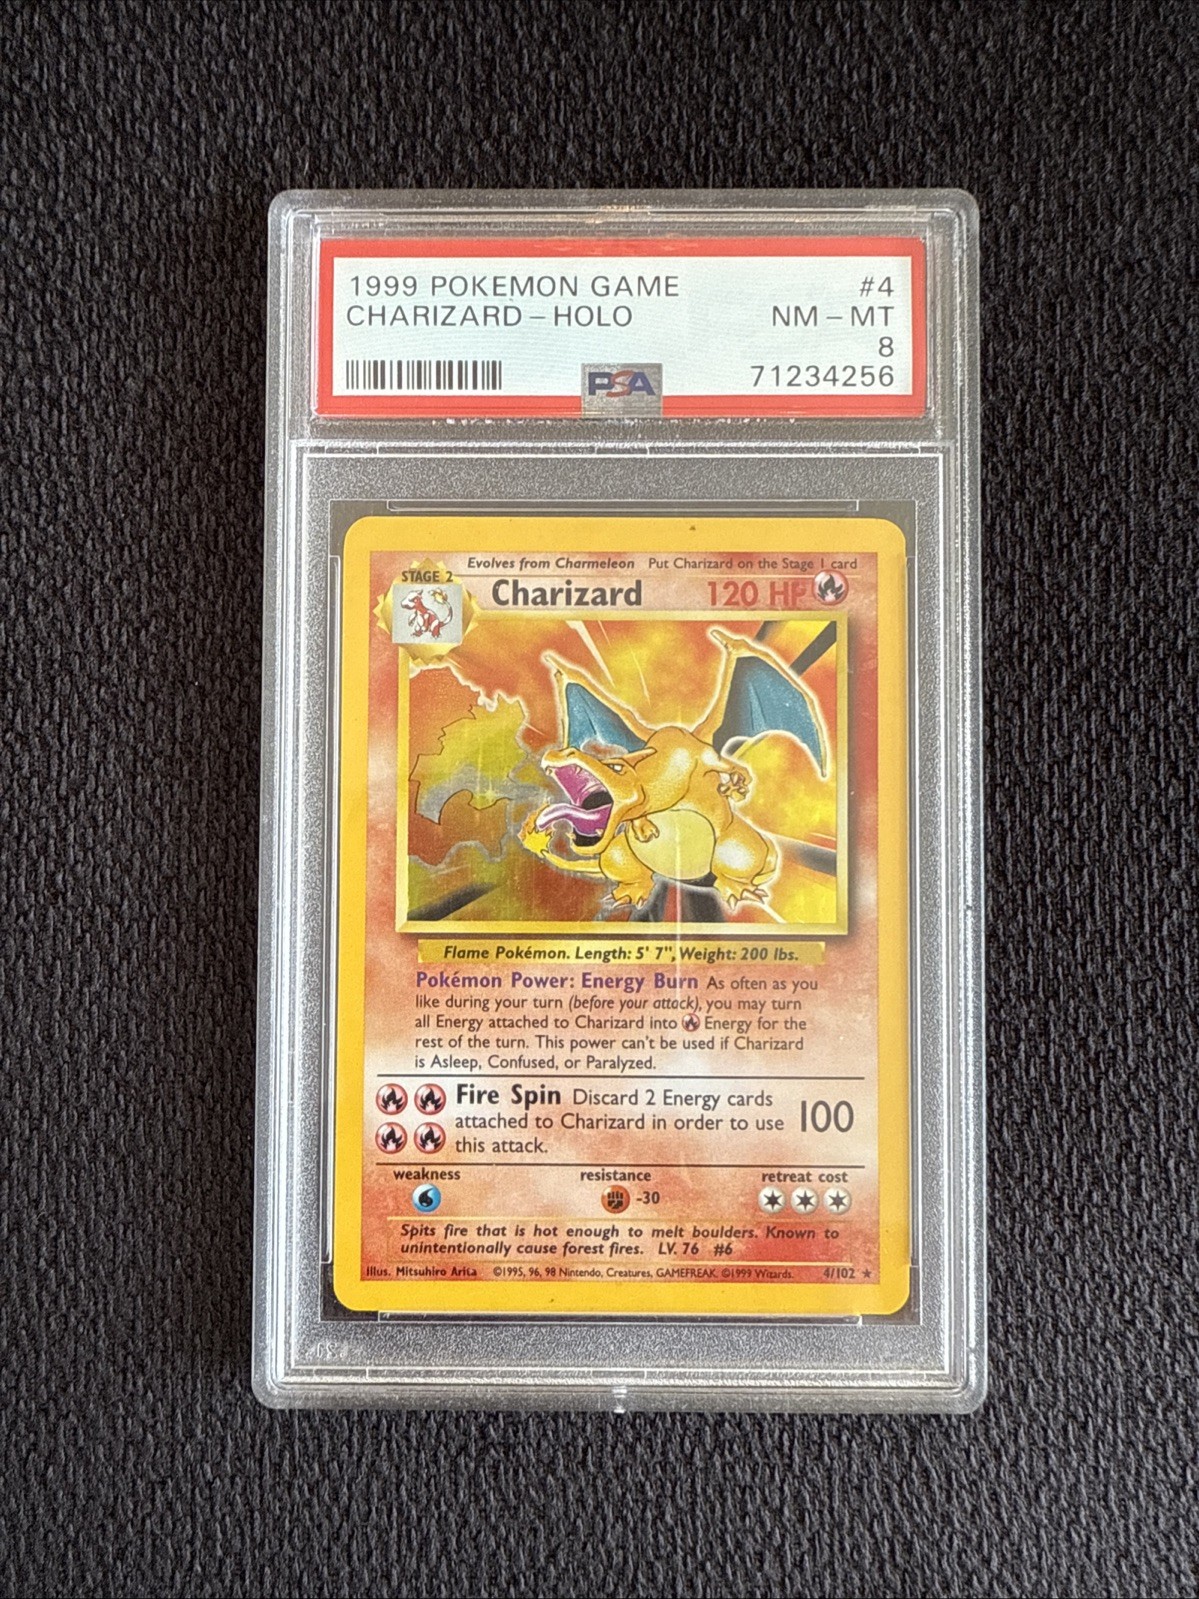 1999 POKEMON GAME #4
CHARIZARD – HOLO NM – MT
8
PSA 71234256
Evolves from Charmeleon Put Charizard on the Stage 1 card
STAGE 2
Charizard 120 HP
Flame Pokémon. Length: 5' 7", Weight: 200 lbs.
Pokémon Power: Energy Burn As often as you
like during your turn (before your attack), you may turn
all Energy attached to Charizard into Energy for the
rest of the turn. This power can't be used if Charizard
is Asleep, Confused, or Paralyzed.
Fire Spin Discard 2 Energy cards
attached to Charizard in order to use 100
this attack.
weakness resistance retreat cost
-30
Spits fire that is hot enough to melt boulders. Known to
unintentionally cause forest fires. LV. 76 #6
Illus. Mitsuhiro Arita ©1995, 96, 98 Nintendo, Creatures, GAMEFREAK. ©1999 Wizards. 4/102 ★